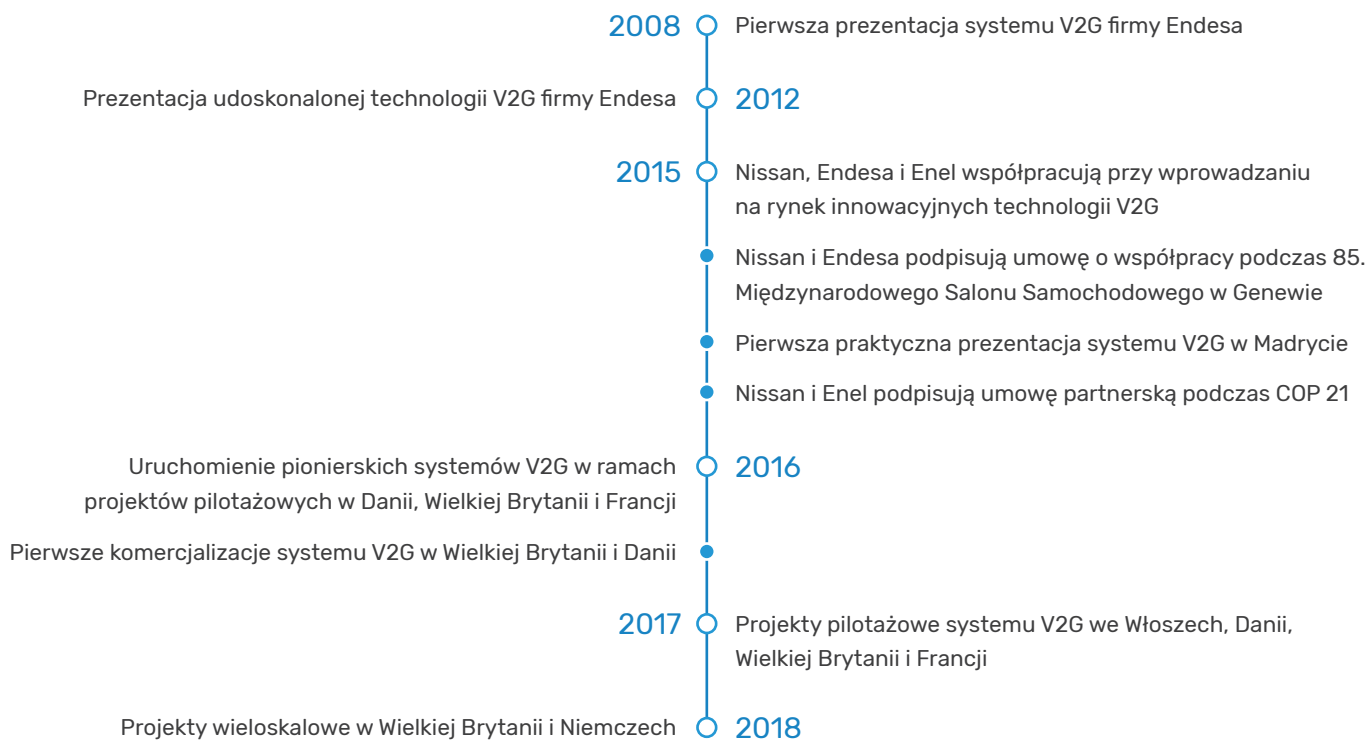 2008
Pierwsza prezentacja systemu V2G firmy Endesa
Prezentacja udoskonalonej technologii V2G firmy Endesa
2012
2015
Nissan, Endesa i Enel współpracują przy wprowadzaniu
na rynek innowacyjnych technologii V2G
Nissan i Endesa podpisują umowę o współpracy podczas 85.
Międzynarodowego Salonu Samochodowego w Genewie
Pierwsza praktyczna prezentacja systemu V2G w Madrycie
Nissan i Enel podpisują umowę partnerską podczas COP 21
Uruchomienie pionierskich systemów V2G w ramach
projektów pilotażowych w Danii, Wielkiej Brytanii i Francji
2016
Pierwsze komercjalizacje systemu V2G w Wielkiej Brytanii i Danii
2017
Projekty pilotażowe systemu V2G we Włoszech, Danii,
Wielkiej Brytanii i Francji
Projekty wieloskalowe w Wielkiej Brytanii i Niemczech
2018